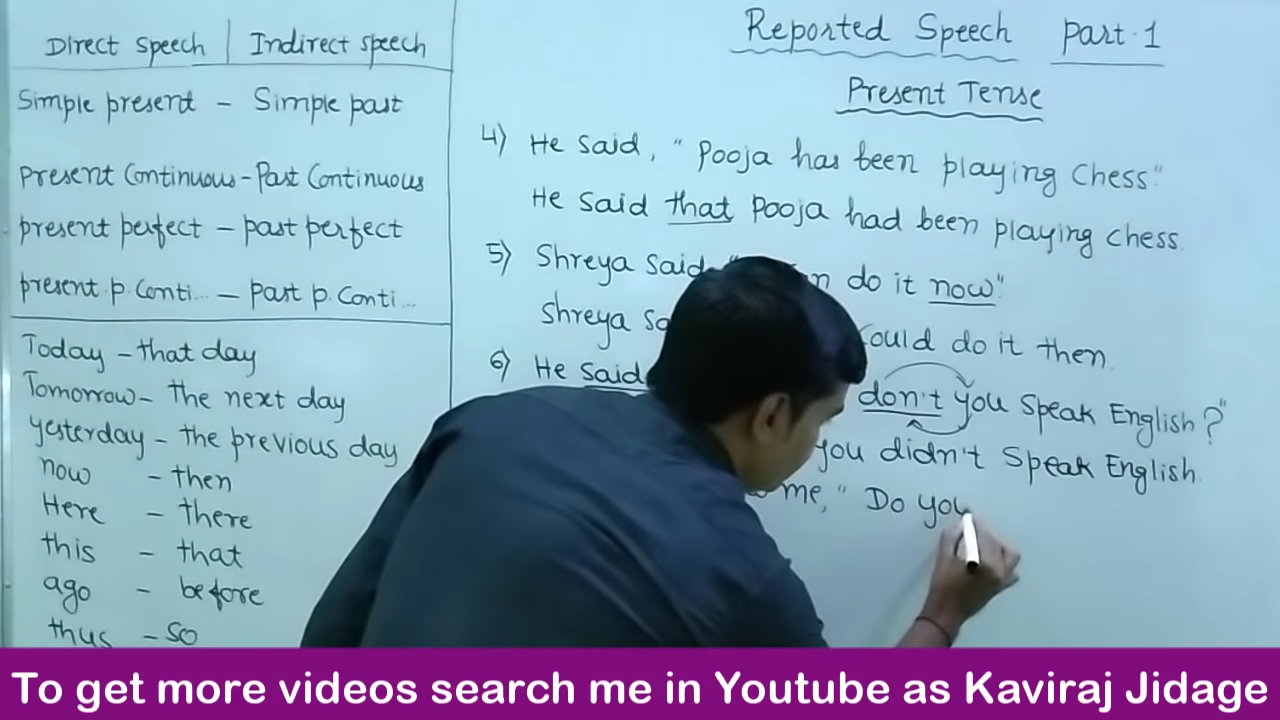 Direct speech | Indirect speech
Simple present – Simple past
present Continuous – Past Continuous
present perfect – past perfect
present p. Conti... – past p. Conti...
Today – that day
Tomorrow – The next day
yesterday – the previous day
now – then
Here – there
this – that
ago – before
thus – so
Reported Speech Part-1
Present Tense
4) He said, " Pooja has been playing Chess."
He said that Pooja had been playing chess.
5) Shreya said do it now"
Shreya could do it then.
6) He said don't you speak English?"
you didn't speak English.
me, " Do you
To get more videos search me in Youtube as Kaviraj Jidage